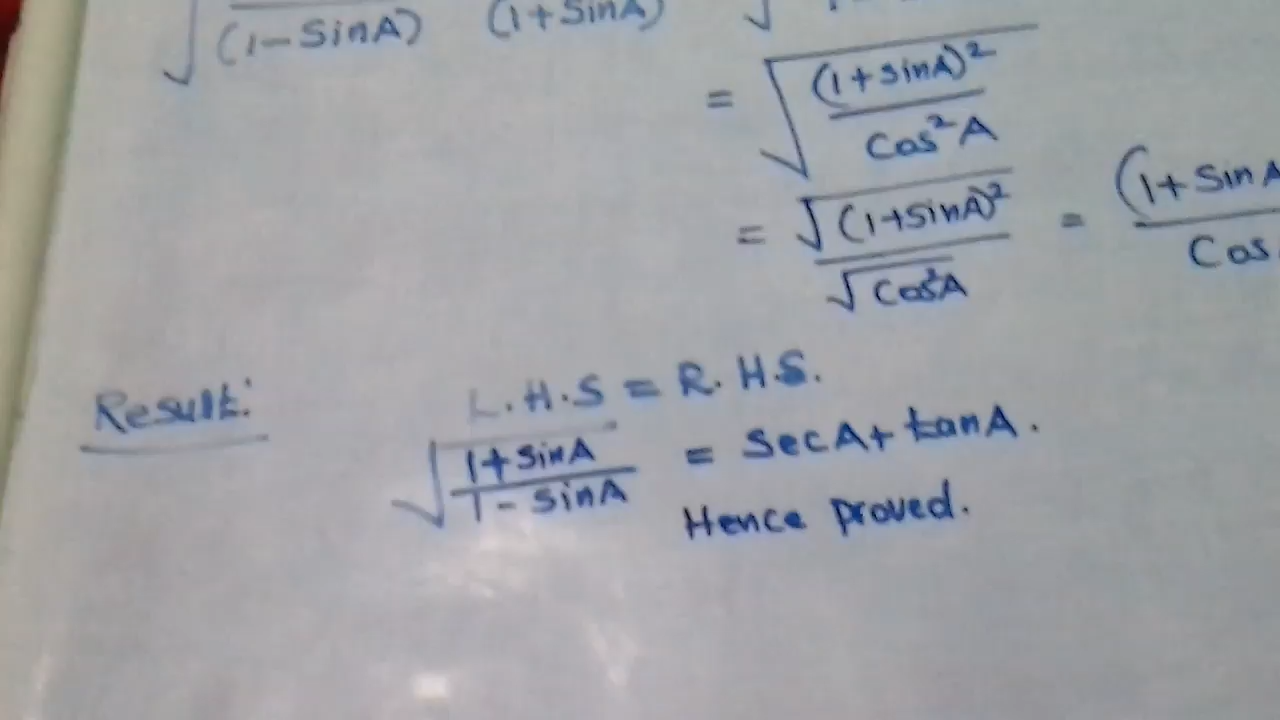 √ (1-SinA) (1+SinA) √
= √((1+sinA)²/Cos²A)
= √(1+sinA)²/√Cos²A = (1+SinA/Cos
Result: L.H.S = R.H.S.
√(1+sinA/1-sinA) = SecA+tanA.
Hence proved.